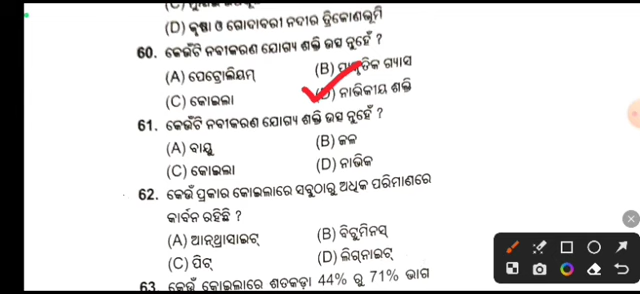 (D) କୃଷ୍ଣା ଓ ଗୋଦାବରୀ ନଦୀର ତ୍ରିକୋଣଭୂମି
60. କେଉଁଟି ନବୀକରଣ ଯୋଗ୍ୟ ଶକ୍ତି ଉତ୍ସ ନୁହେଁ ?
(A) ପେଟ୍ରୋଲିୟମ୍ (B) ପ୍ରାକୃତିକ ଗ୍ୟାସ
(C) କୋଇଲା (D) ନାଭିକୀୟ ଶକ୍ତି
61. କେଉଁଟି ନବୀକରଣ ଯୋଗ୍ୟ ଶକ୍ତି ଉତ୍ସ ନୁହେଁ ?
(A) ବାୟୁ (B) ଜଳ
(C) କୋଇଲା (D) ନାଭିକ
62. କେଉଁ ପ୍ରକାର କୋଇଲାରେ ସବୁଠାରୁ ଅଧିକ ପରିମାଣରେ
କାର୍ବନ ରହିଛି ?
(A) ଆନ୍‌ଥ୍ରାସାଇଟ୍ (B) ବିଟୁମିନସ୍
(C) ପିଟ୍ (D) ଲିଗ୍ନାଇଟ୍
63. କେଉଁ କୋଇଲାରେ ଶତକଡ଼ା 44% ରୁ 71% ଭାଗ